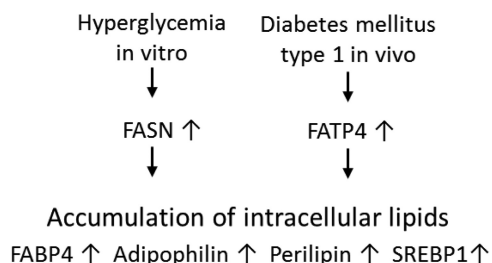 Hyperglycemia in vitro
Diabetes mellitus type 1 in vivo
FASN ↑
FATP4 ↑
Accumulation of intracellular lipids
FABP4 ↑ Adipophilin ↑ Perilipin ↑ SREBP1↑